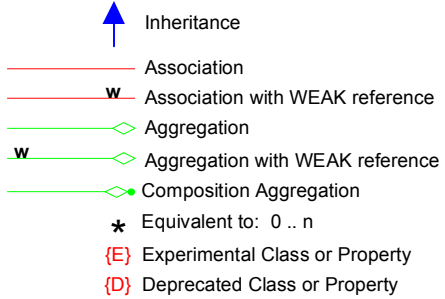 Inheritance
Association
w Association with WEAK reference
Aggregation
w Aggregation with WEAK reference
Composition Aggregation
* Equivalent to: 0 .. n
{E} Experimental Class or Property
{D} Deprecated Class or Property